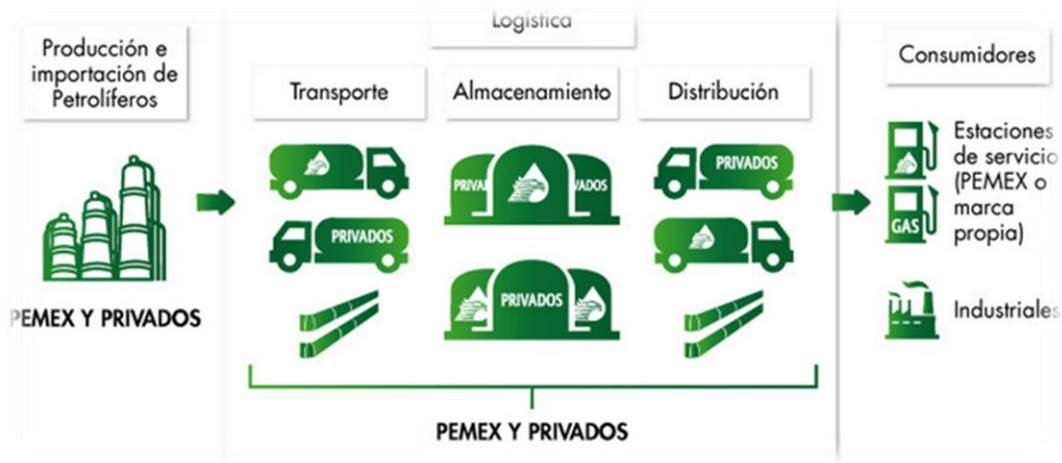 Producción e
importación de
Petrolíferos
PEMEX Y PRIVADOS
Logística
Transporte
Almacenamiento
Distribución
PRIVADOS
PRIVADOS
PRIVADOS
PEMEX Y PRIVADOS
Consumidores
GAS
Estaciones
de servicio
(PEMEX o
marca
propia)
Industriales